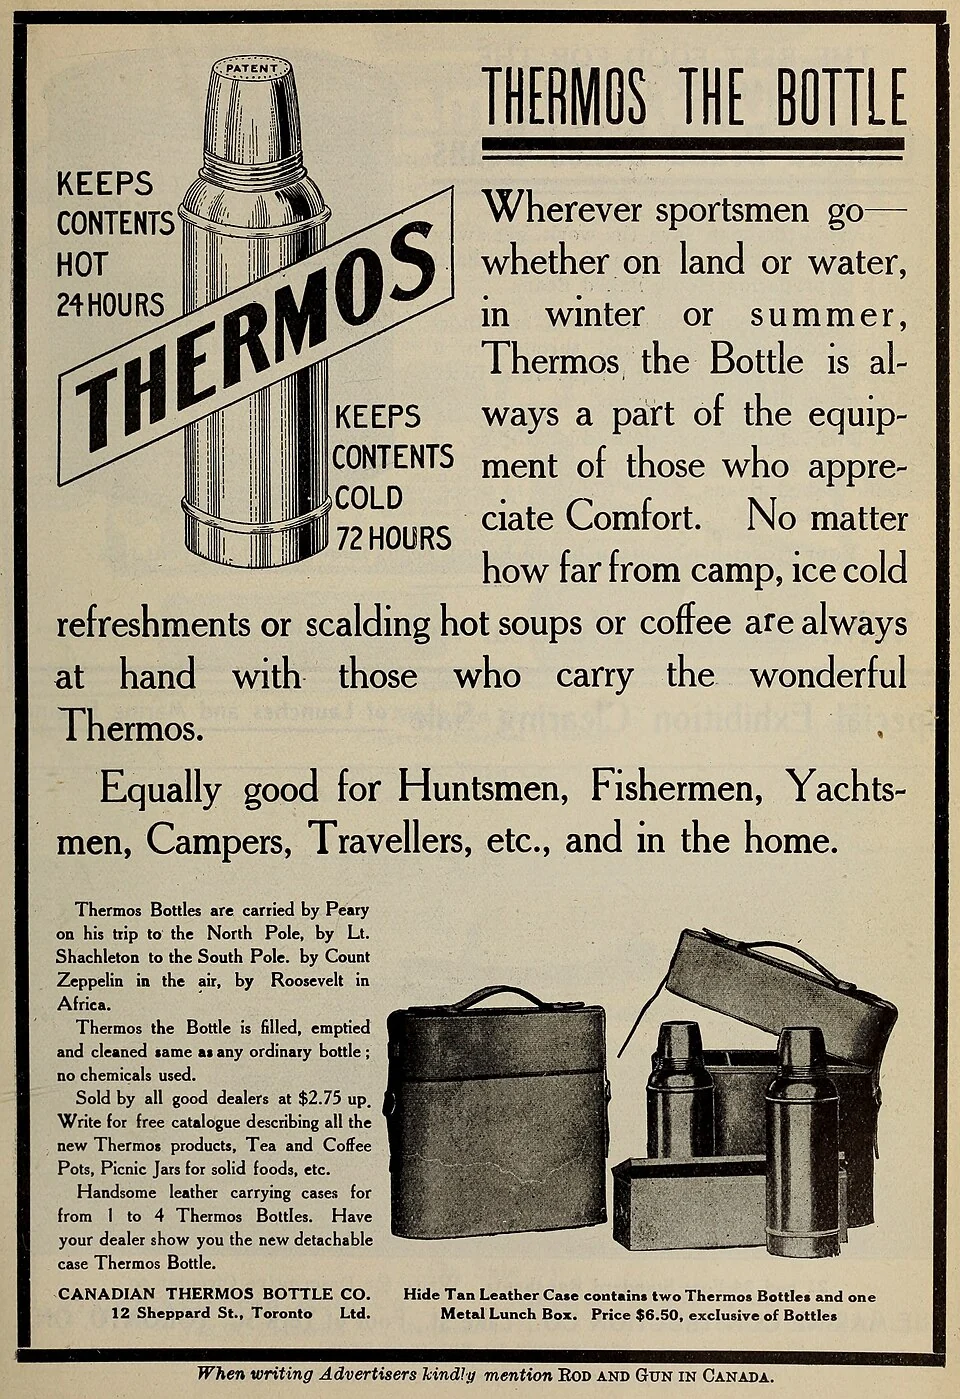 PATENT
KEEPS
CONTENTS
HOT
24 HOURS
THERMOS
KEEPS
CONTENTS
COLD
72 HOURS
THERMOS THE BOTTLE
Wherever sportsmen go—
whether on land or water,
in winter or summer,
Thermos the Bottle is al-
ways a part of the equip-
ment of those who appre-
ciate Comfort. No matter
how far from camp, ice cold
refreshments or scalding hot soups or coffee are always
at hand with those who carry the wonderful
Thermos.
Equally good for Huntsmen, Fishermen, Yachts-
men, Campers, Travellers, etc., and in the home.
Thermos Bottles are carried by Peary
on his trip to the North Pole, by Lt.
Shachleton to the South Pole. by Count
Zeppelin in the air, by Roosevelt in
Africa.
Thermos the Bottle is filled, emptied
and cleaned same as any ordinary bottle;
no chemicals used.
Sold by all good dealers at $2.75 up.
Write for free catalogue describing all the
new Thermos products, Tea and Coffee
Pots, Picnic Jars for solid foods, etc.
Handsome leather carrying cases for
from 1 to 4 Thermos Bottles. Have
your dealer show you the new detachable
case Thermos Bottle.
CANADIAN THERMOS BOTTLE CO.
12 Sheppard St., Toronto Ltd.
Hide Tan Leather Case contains two Thermos Bottles and one
Metal Lunch Box. Price $6.50, exclusive of Bottles
When writing Advertisers kindly mention ROD AND GUN IN CANADA.